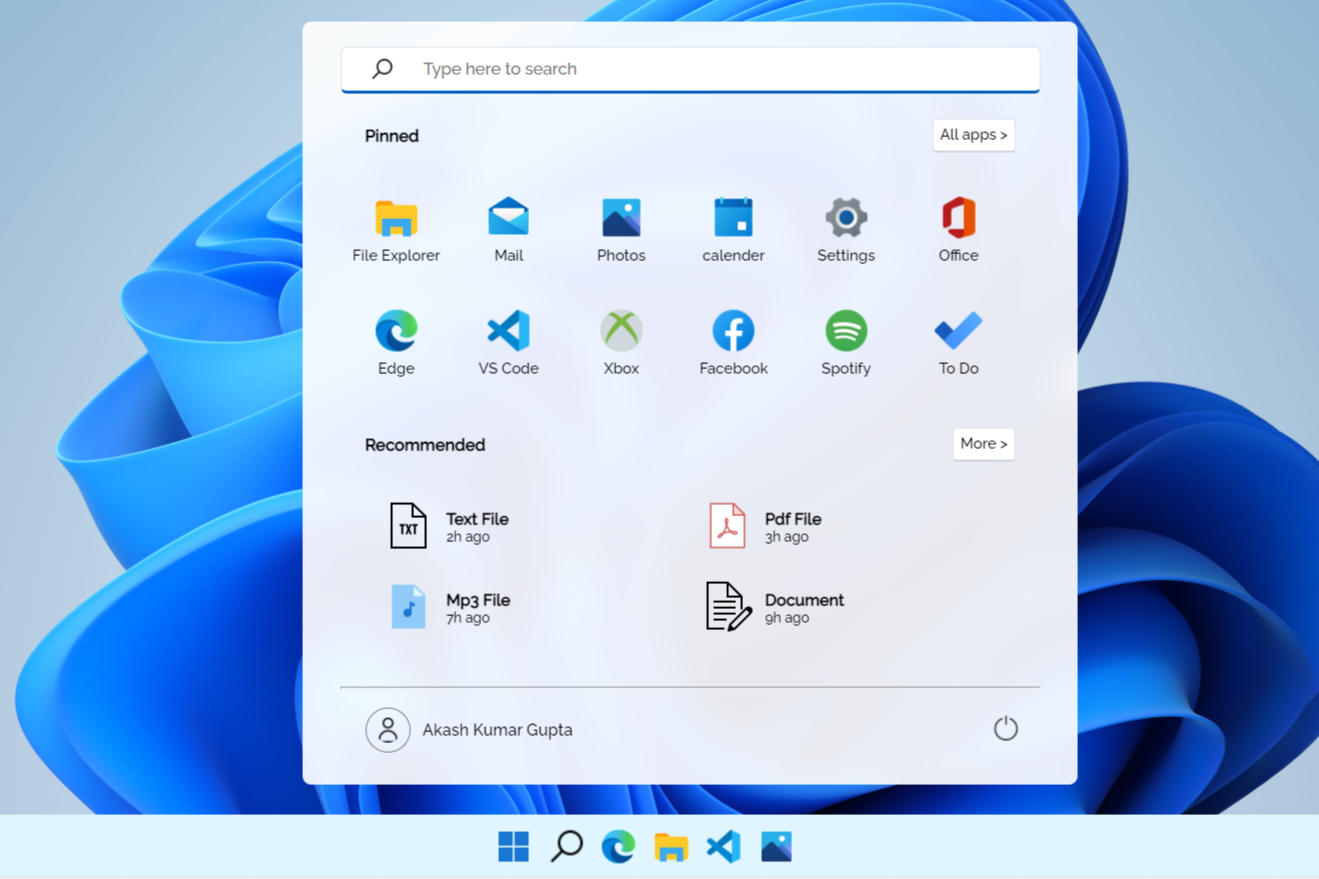 Type here to search
Pinned
All apps >
File Explorer
Mail
Photos
calender
Settings
Office
Edge
VS Code
Xbox
Facebook
Spotify
To Do
Recommended
More >
TXT
Text File
2h ago
Pdf File
3h ago
Mp3 File
7h ago
Document
9h ago
Akash Kumar Gupta